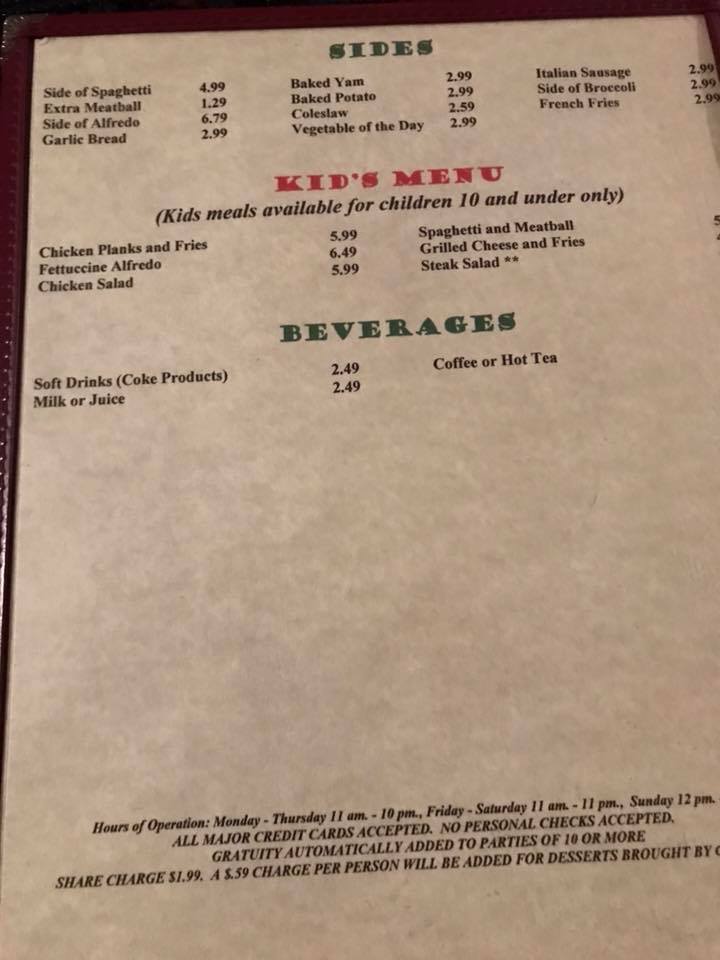 SIDES
Side of Spaghetti 4.99 Baked Yam 2.99 Italian Sausage 2.99
Extra Meatball 1.29 Baked Potato 2.99 Side of Broccoli 2.99
Side of Alfredo 6.79 Coleslaw 2.59 French Fries 2.99
Garlic Bread 2.99 Vegetable of the Day 2.99
KID'S MENU
(Kids meals available for children 10 and under only)
Chicken Planks and Fries 5.99 Spaghetti and Meatball
Fettuccine Alfredo 6.49 Grilled Cheese and Fries
Chicken Salad 5.99 Steak Salad **
BEVERAGES
Soft Drinks (Coke Products) 2.49 Coffee or Hot Tea
Milk or Juice 2.49
Hours of Operation: Monday - Thursday 11 am. - 10 pm., Friday - Saturday 11 am. - 11 pm., Sunday 12 pm.
ALL MAJOR CREDIT CARDS ACCEPTED. NO PERSONAL CHECKS ACCEPTED.
GRATUITY AUTOMATICALLY ADDED TO PARTIES OF 10 OR MORE
SHARE CHARGE $1.99. A $.59 CHARGE PER PERSON WILL BE ADDED FOR DESSERTS BROUGHT BY